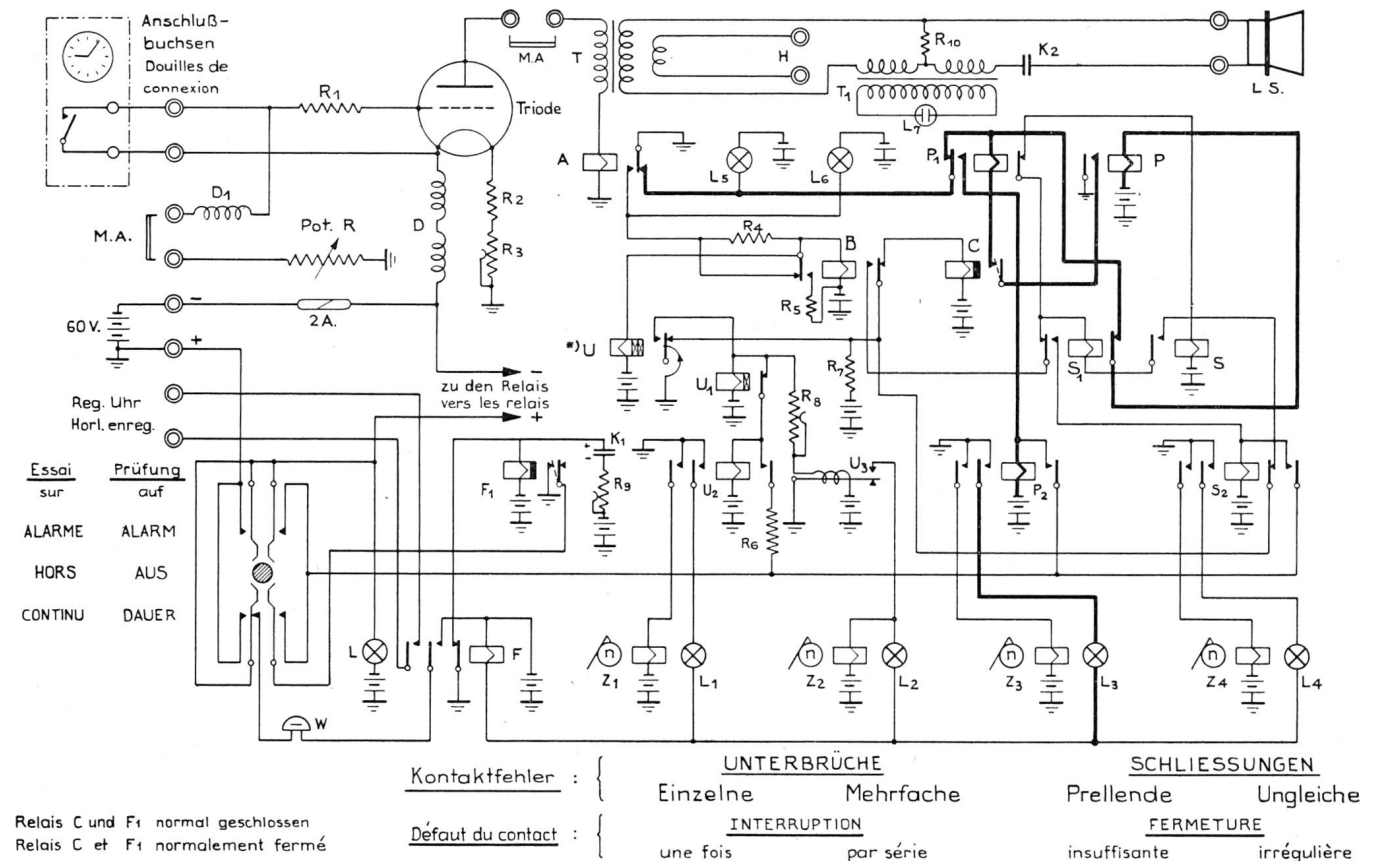 Anschluß-
buchsen
Douilles de
connexion
M.A
T
H
R10
K2
L S.
R1
Triode
T1
L7
A
L5
L6
P1
P
D1
R2
M.A.
Pot. R
D
R3
R4
B
C
R5
60 V.
-
2A.
+
*) U
U1
R7
S1
S
-
zu den Relais
vers les relais
+
R8
Reg. Uhr
Horl. enreg.
K1
U3
Essai
sur
Prüfung
auf
F1
R9
U2
P2
S2
R6
ALARME ALARM
HORS AUS
CONTINU DAUER
L
F
n
Z1
L1
n
Z2
L2
n
Z3
L3
n
Z4
L4
W
Kontaktfehler : {
UNTERBRÜCHE
SCHLIESSUNGEN
Einzelne Mehrfache Prellende Ungleiche
Relais C und F1 normal geschlossen
Relais C et F1 normalement fermé
Défaut du contact : {
INTERRUPTION
FERMETURE
une fois par série insuffisante irrégulière